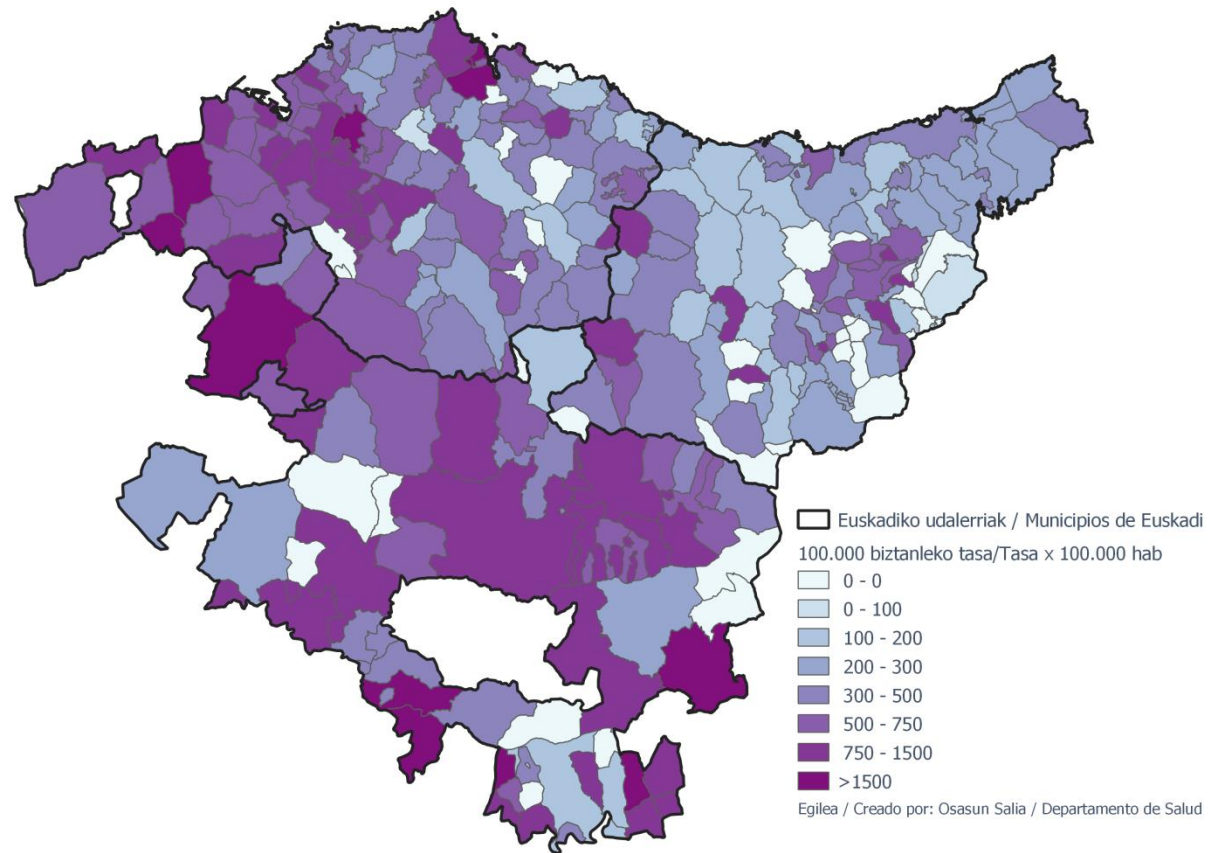 Euskadiko udalerriak / Municipios de Euskadi
100.000 biztanleko tasa/Tasa x 100.000 hab
0 - 0
0 - 100
100 - 200
200 - 300
300 - 500
500 - 750
750 - 1500
>1500
Egilea / Creado por: Osasun Salia / Departamento de Salud